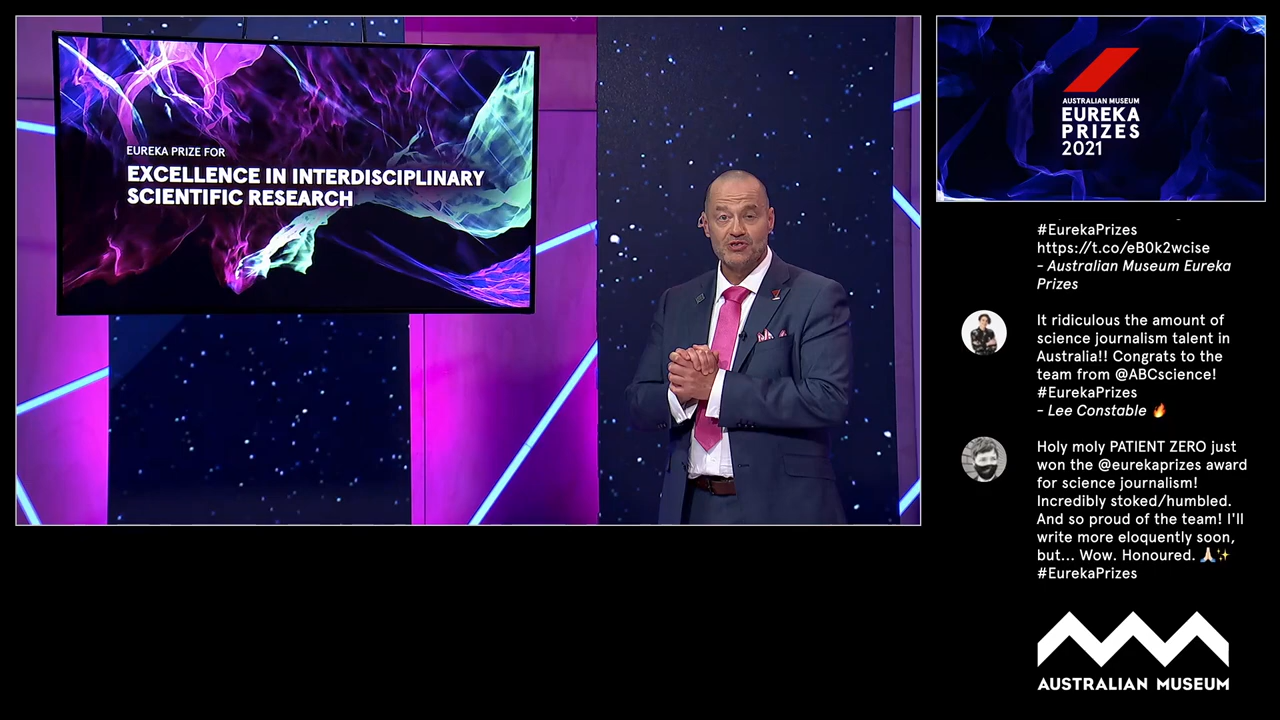 EUREKA PRIZE FOR
EXCELLENCE IN INTERDISCIPLINARY
SCIENTIFIC RESEARCH
AUSTRALIAN MUSEUM
EUREKA
PRIZES
2021
#EurekaPrizes
https://t.co/eB0k2wcise
- Australian Museum Eureka
Prizes
It ridiculous the amount of
science journalism talent in
Australia!! Congrats to the
team from @ABCscience!
#EurekaPrizes
- Lee Constable 🔥
Holy moly PATIENT ZERO just
won the @eurekaprizes award
for science journalism!
Incredibly stoked/humbled.
And so proud of the team! I'll
write more eloquently soon,
but... Wow. Honoured. 🙏🏻✨
#EurekaPrizes
AUSTRALIAN MUSEUM